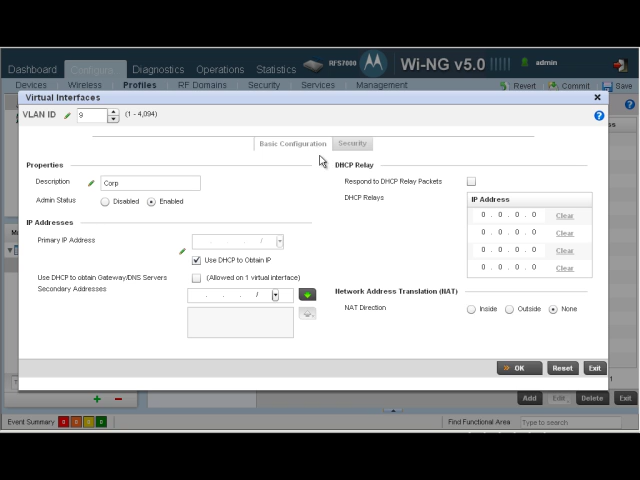 RFS7000 Wi-NG v5.0 admin
Dashboard Configure Diagnostics Operations Statistics
Devices Wireless Profiles RF Domains Security Services Management Revert Commit Save
Virtual Interfaces
VLAN ID 9 (1 - 4,094)
Basic Configuration Security
Properties
Description Corp
Admin Status Disabled Enabled
IP Addresses
Primary IP Address . . . /
Use DHCP to Obtain IP
Use DHCP to obtain Gateway/DNS Servers (Allowed on 1 virtual interface)
Secondary Addresses . . . /
DHCP Relay
Respond to DHCP Relay Packets
DHCP Relays IP Address
0 . 0 . 0 . 0 Clear
0 . 0 . 0 . 0 Clear
0 . 0 . 0 . 0 Clear
0 . 0 . 0 . 0 Clear
Network Address Translation (NAT)
NAT Direction Inside Outside None
OK Reset Exit
Add Edit Delete Exit
Event Summary 0 0 0 0 Find Functional Area Type to search